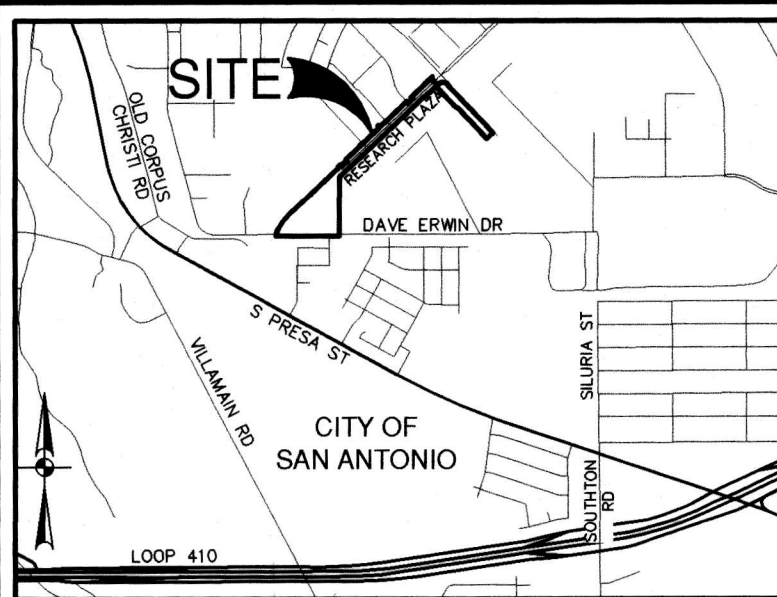 SITE
OLD CORPUS
CHRISTI RD
RESEARCH PLAZA
DAVE ERWIN DR
S PRESA ST
SILURIA ST
VILLAMAIN RD
CITY OF
SAN ANTONIO
SOUTHTON
RD
LOOP 410